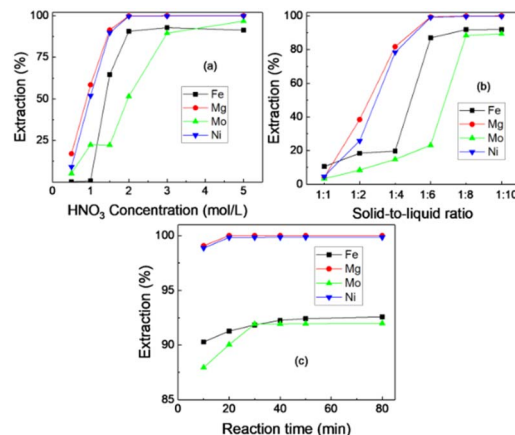 100
75
50
25
Extraction (%)
(a)
Fe
Mg
Mo
Ni
0
1
2
3
4
5
HNO₃ Concentration (mol/L)
100
80
60
40
20
0
Extraction (%)
(b)
Fe
Mg
Mo
Ni
1:1
1:2
1:4
1:6
1:8
1:10
Solid-to-liquid ratio
100
95
90
85
Extraction (%)
Fe
Mg
Mo
Ni
(c)
0
20
40
60
80
Reaction time (min)